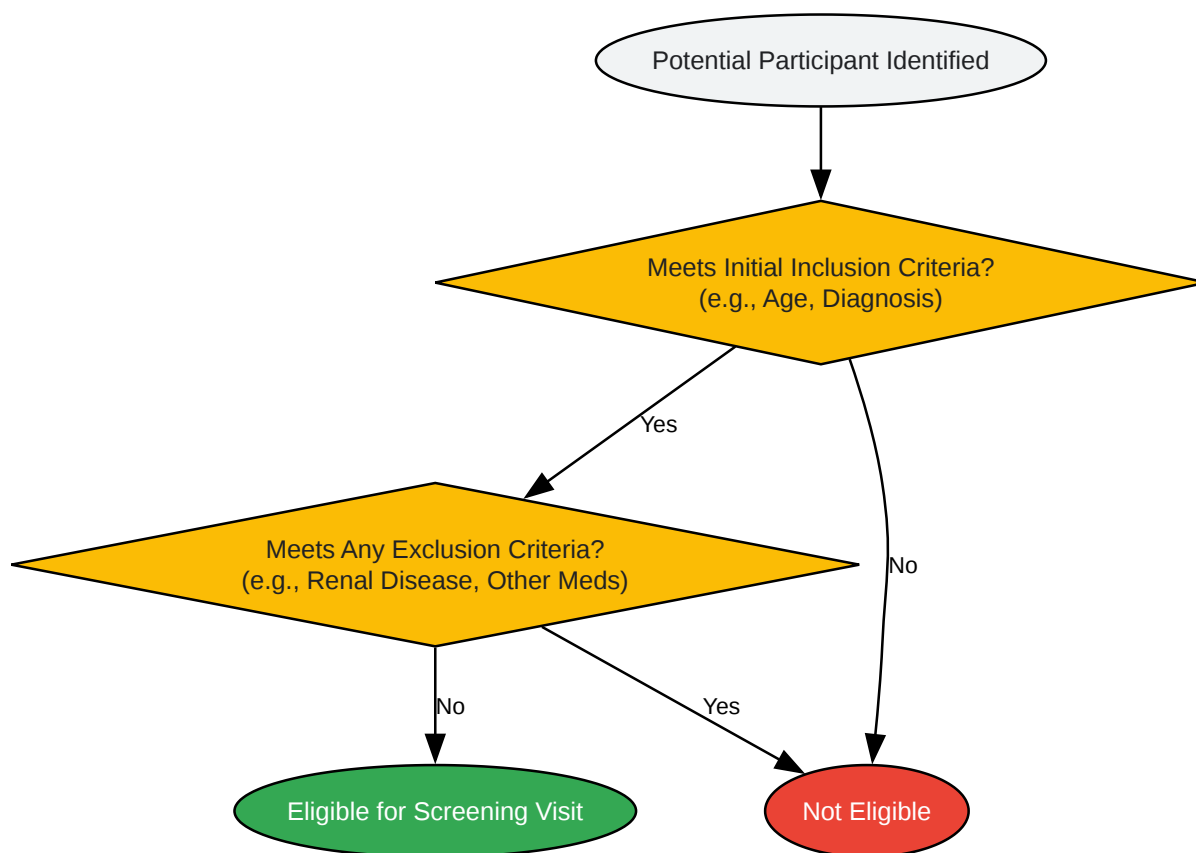 Potential Participant Identified
Meets Initial Inclusion Criteria?
(e.g., Age, Diagnosis)
Yes
Meets Any Exclusion Criteria?
(e.g., Renal Disease, Other Meds)
No
No
Yes
Eligible for Screening Visit
Not Eligible